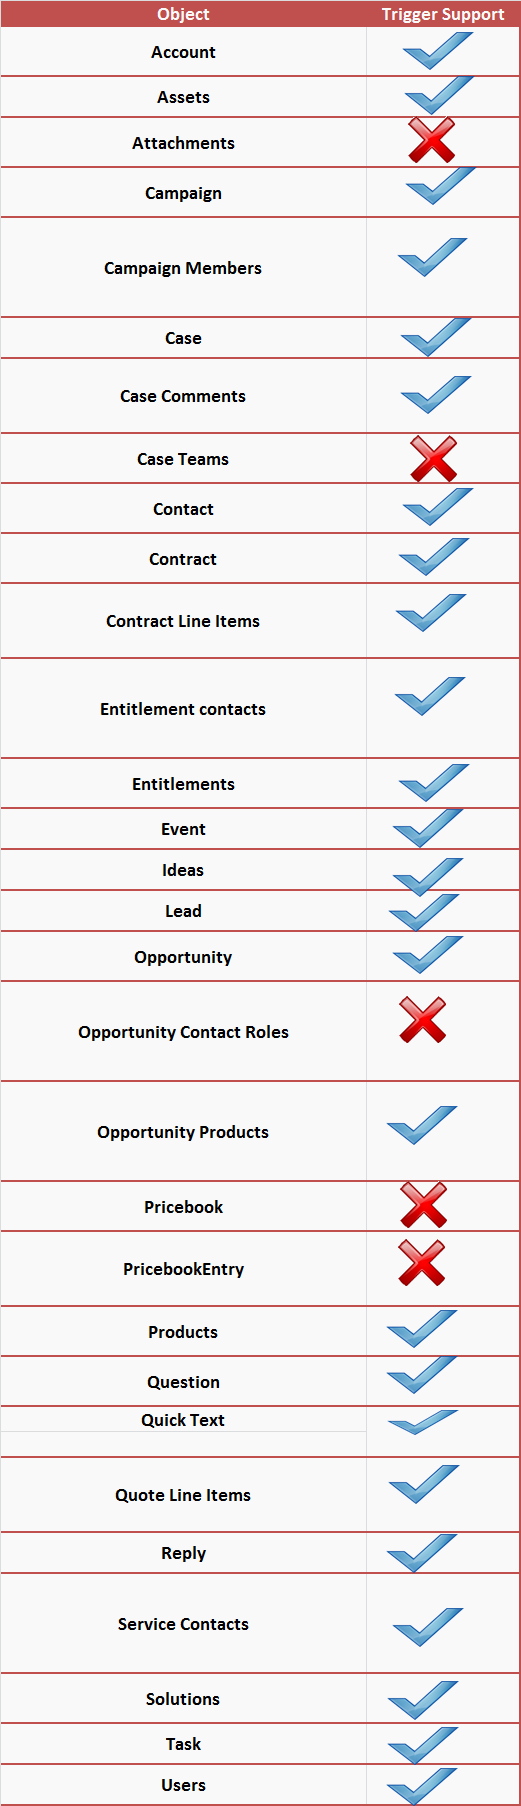 Object Trigger Support
Account
Assets
Attachments
Campaign
Campaign Members
Case
Case Comments
Case Teams
Contact
Contract
Contract Line Items
Entitlement contacts
Entitlements
Event
Ideas
Lead
Opportunity
Opportunity Contact Roles
Opportunity Products
Pricebook
PricebookEntry
Products
Question
Quick Text
Quote Line Items
Reply
Service Contacts
Solutions
Task
Users